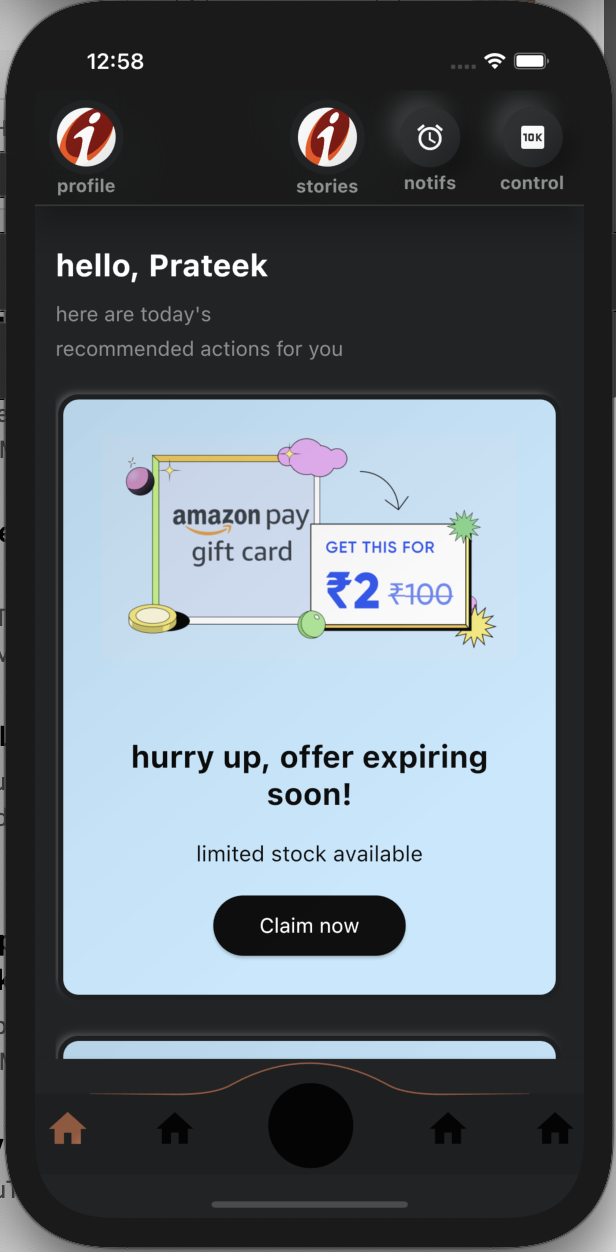 12:58
profile
stories
notifs
10K
control
hello, Prateek
here are today's
recommended actions for you
amazon pay
gift card
GET THIS FOR
₹2 ₹100
hurry up, offer expiring
soon!
limited stock available
Claim now